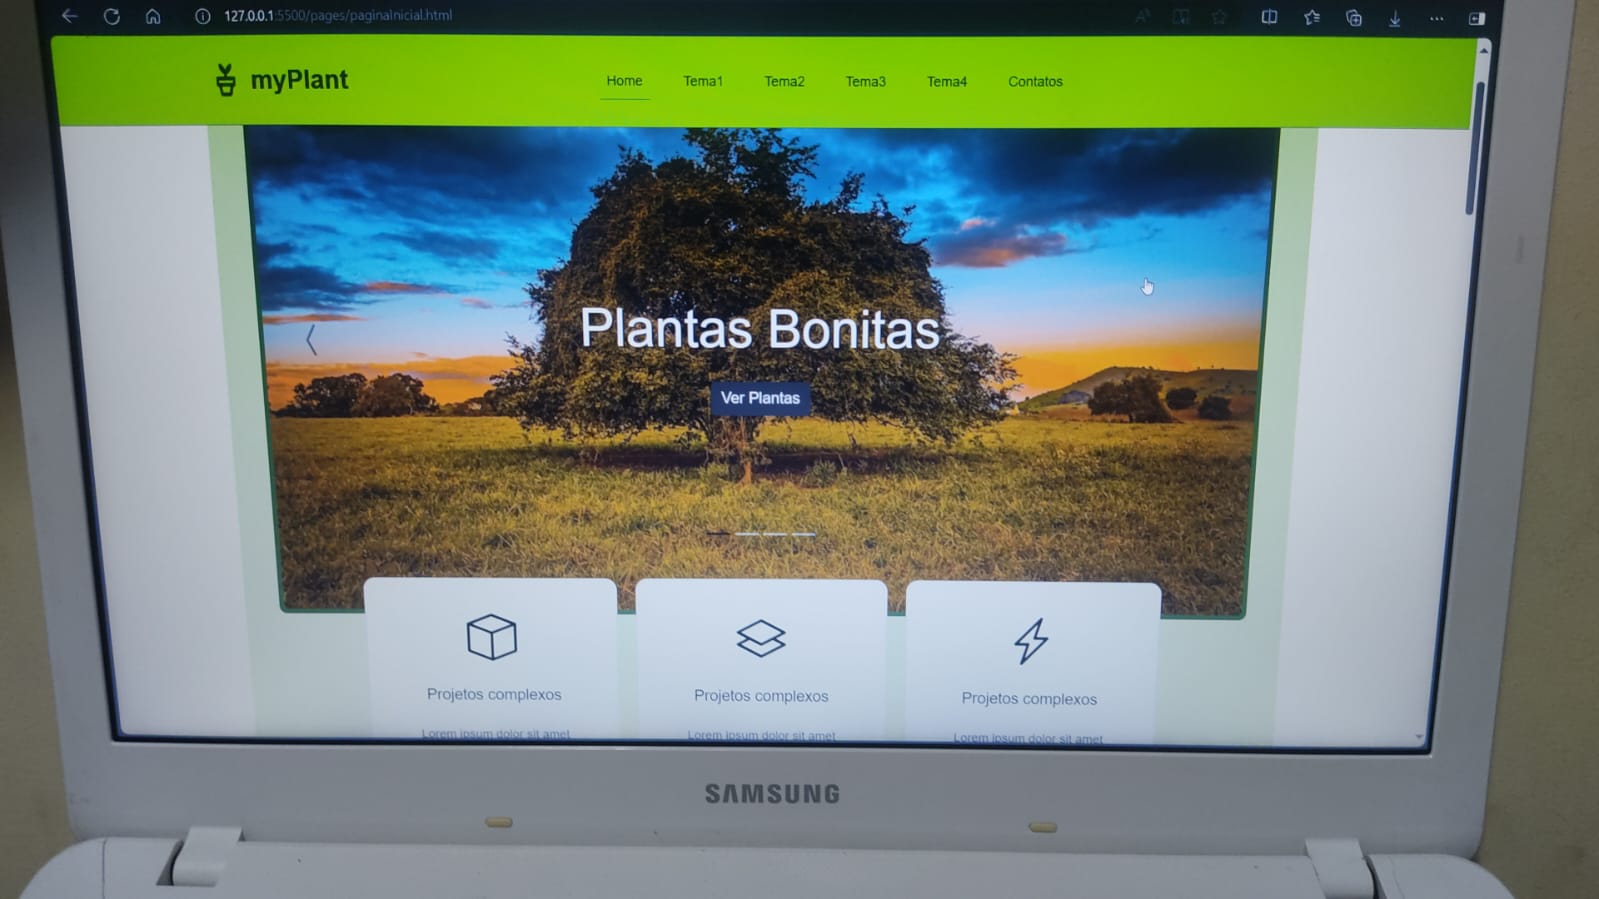 127.0.0.1:5500/pages/paginaInicial.html
myPlant
Home Tema1 Tema2 Tema3 Tema4 Contatos
Plantas Bonitas
Ver Plantas
Projetos complexos Projetos complexos Projetos complexos
Lorem ipsum dolor sit amet Lorem ipsum dolor sit amet Lorem ipsum dolor sit amet
SAMSUNG